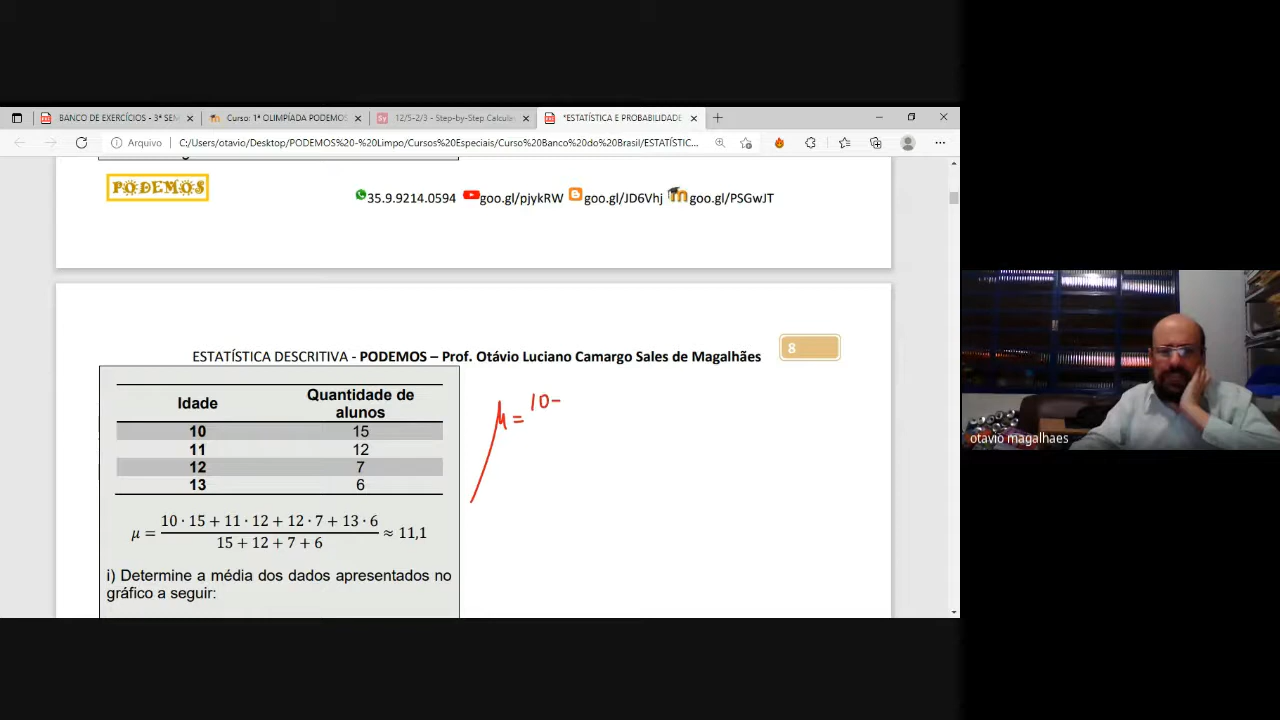 BANCO DE EXERCÍCIOS - 3ª SEM
Curso: 1ª OLIMPÍADA PODEMOS
Sy 12/5-2/3 - Step-by-Step Calcula
*ESTATÍSTICA E PROBABILIDADE
Arquivo C:/Users/otavio/Desktop/PODEMOS%20-%20Limpo/Cursos%20Especiais/Curso%20Banco%20do%20Brasil/ESTATÍSTIC...
PODEMOS
35.9.9214.0594 goo.gl/pjykRW goo.gl/JD6Vhj goo.gl/PSGwJT
8
ESTATÍSTICA DESCRITIVA - PODEMOS – Prof. Otávio Luciano Camargo Sales de Magalhães
Idade Quantidade de alunos
10 15
11 12
12 7
13 6
μ = (10 · 15 + 11 · 12 + 12 · 7 + 13 · 6) / (15 + 12 + 7 + 6) ≈ 11,1
i) Determine a média dos dados apresentados no
gráfico a seguir:
μ = 10-
otavio magalhaes